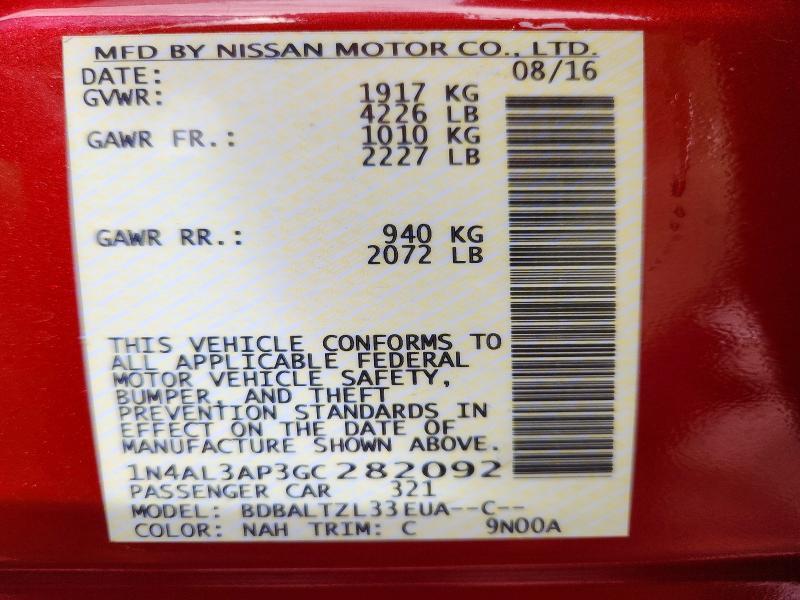 MFD BY NISSAN MOTOR CO., LTD.
DATE: 08/16
GVWR: 1917 KG
4226 LB
GAWR FR.: 1010 KG
2227 LB
GAWR RR.: 940 KG
2072 LB
THIS VEHICLE CONFORMS TO
ALL APPLICABLE FEDERAL
MOTOR VEHICLE SAFETY,
BUMPER, AND THEFT
PREVENTION STANDARDS IN
EFFECT ON THE DATE OF
MANUFACTURE SHOWN ABOVE.
1N4AL3AP3GC282092
PASSENGER CAR 321
MODEL: BDBALTZL33EUA--C--
COLOR: NAH TRIM: C 9N00A